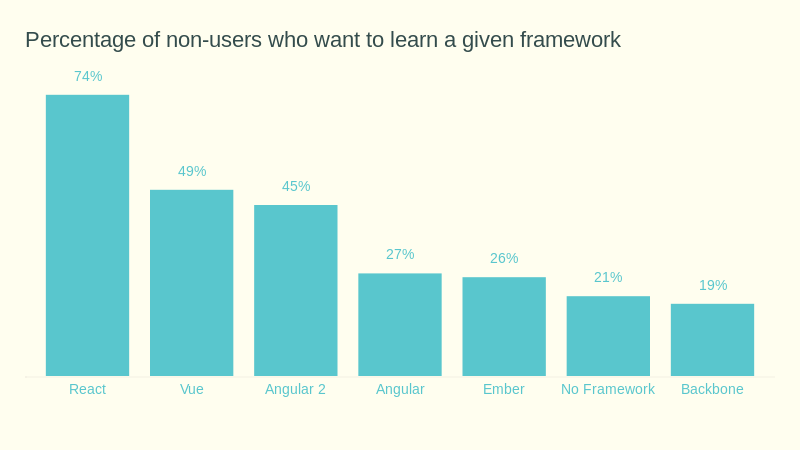 Percentage of non-users who want to learn a given framework
74%
49%
45%
27%
26%
21%
19%
React
Vue
Angular 2
Angular
Ember
No Framework
Backbone